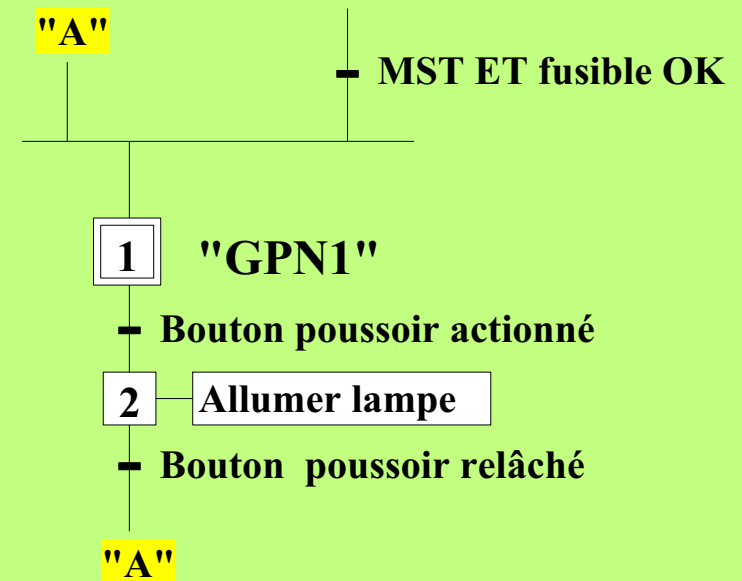 "A"
MST ET fusible OK
1 "GPN1"
Bouton poussoir actionné
2 Allumer lampe
Bouton poussoir relâché
"A"